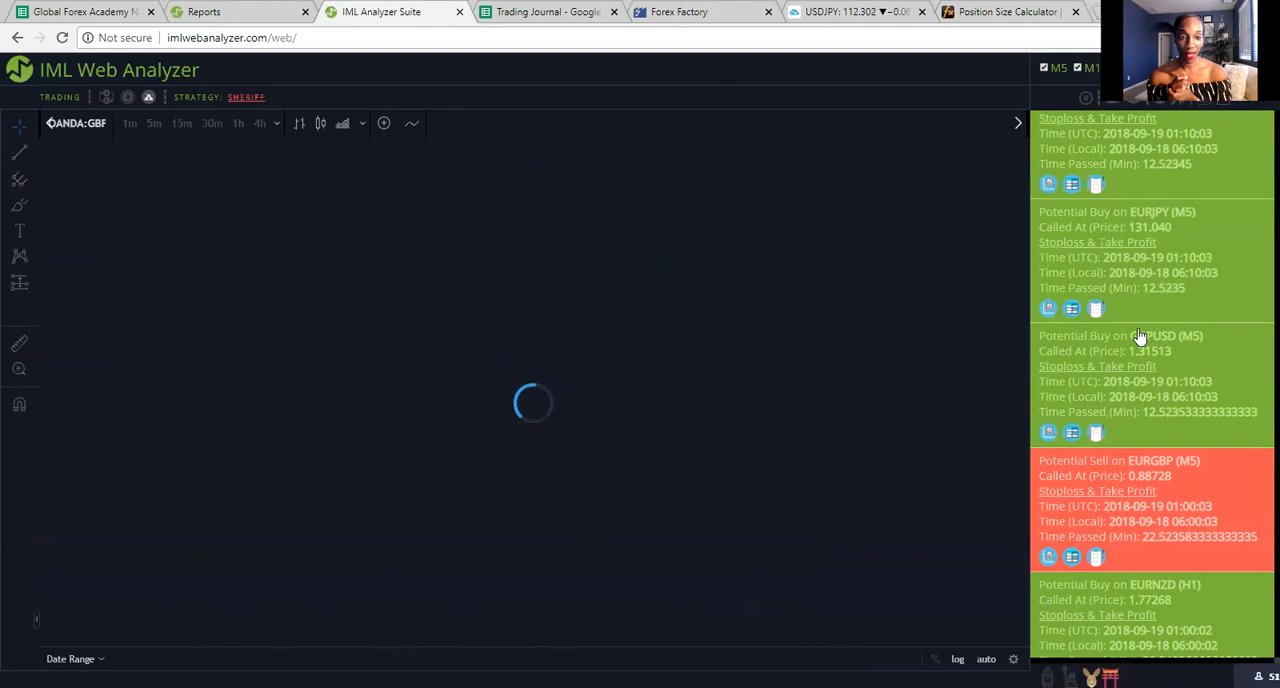 Global Forex Academy N
Reports
IML Analyzer Suite
Trading Journal - Google
Forex Factory
USDJPY: 112.302 ▼−0.0
Position Size Calculator |
Not secure | imlwebanalyzer.com/web/
IML Web Analyzer
M5 M1
TRADING STRATEGY: SHERIFF
OANDA:GBF 1m 5m 15m 30m 1h 4h
Stoploss & Take Profit
Time (UTC): 2018-09-19 01:10:03
Time (Local): 2018-09-18 06:10:03
Time Passed (Min): 12.52345
Potential Buy on EURJPY (M5)
Called At (Price): 131.040
Stoploss & Take Profit
Time (UTC): 2018-09-19 01:10:03
Time (Local): 2018-09-18 06:10:03
Time Passed (Min): 12.5235
Potential Buy on GBPUSD (M5)
Called At (Price): 1.31513
Stoploss & Take Profit
Time (UTC): 2018-09-19 01:10:03
Time (Local): 2018-09-18 06:10:03
Time Passed (Min): 12.523533333333333
Potential Sell on EURGBP (M5)
Called At (Price): 0.88728
Stoploss & Take Profit
Time (UTC): 2018-09-19 01:00:03
Time (Local): 2018-09-18 06:00:03
Time Passed (Min): 22.523583333333335
Potential Buy on EURNZD (H1)
Called At (Price): 1.77268
Stoploss & Take Profit
Time (UTC): 2018-09-19 01:00:02
Time (Local): 2018-09-18 06:00:02
Date Range
% log auto
51